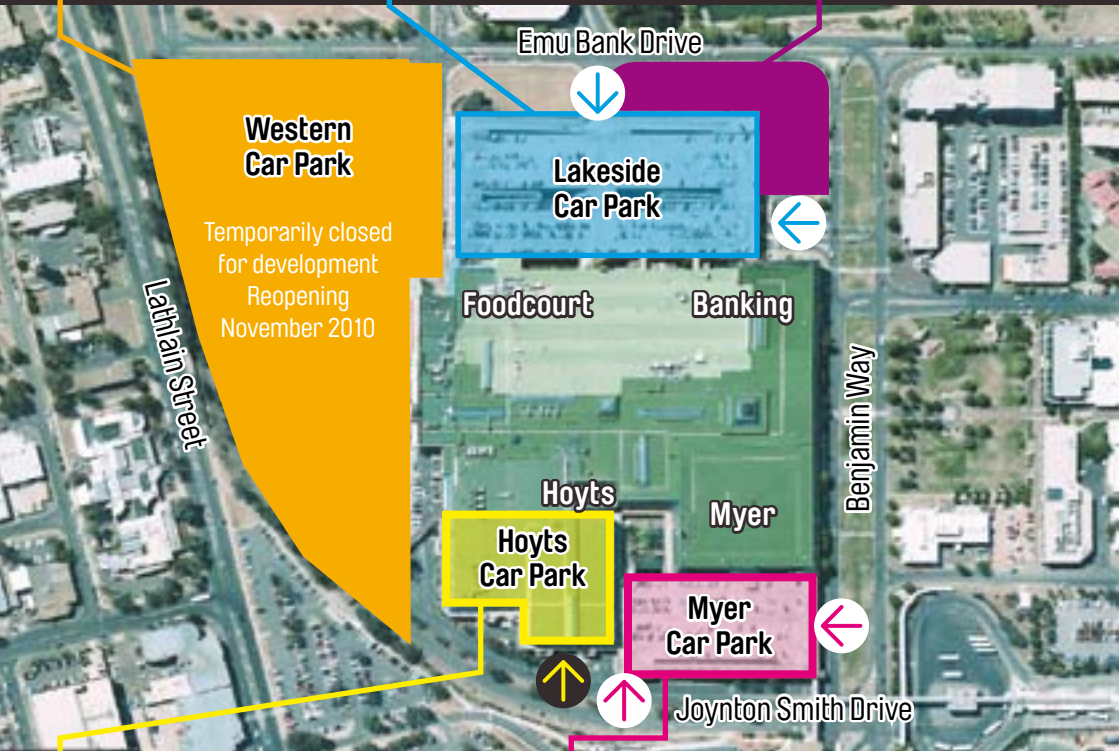 Emu Bank Drive
Western
Car Park
Temporarily closed
for development
Reopening
November 2010
Lakeside
Car Park
Foodcourt
Banking
Lathlain Street
Benjamin Way
Hoyts
Myer
Hoyts
Car Park
Myer
Car Park
Joynton Smith Drive